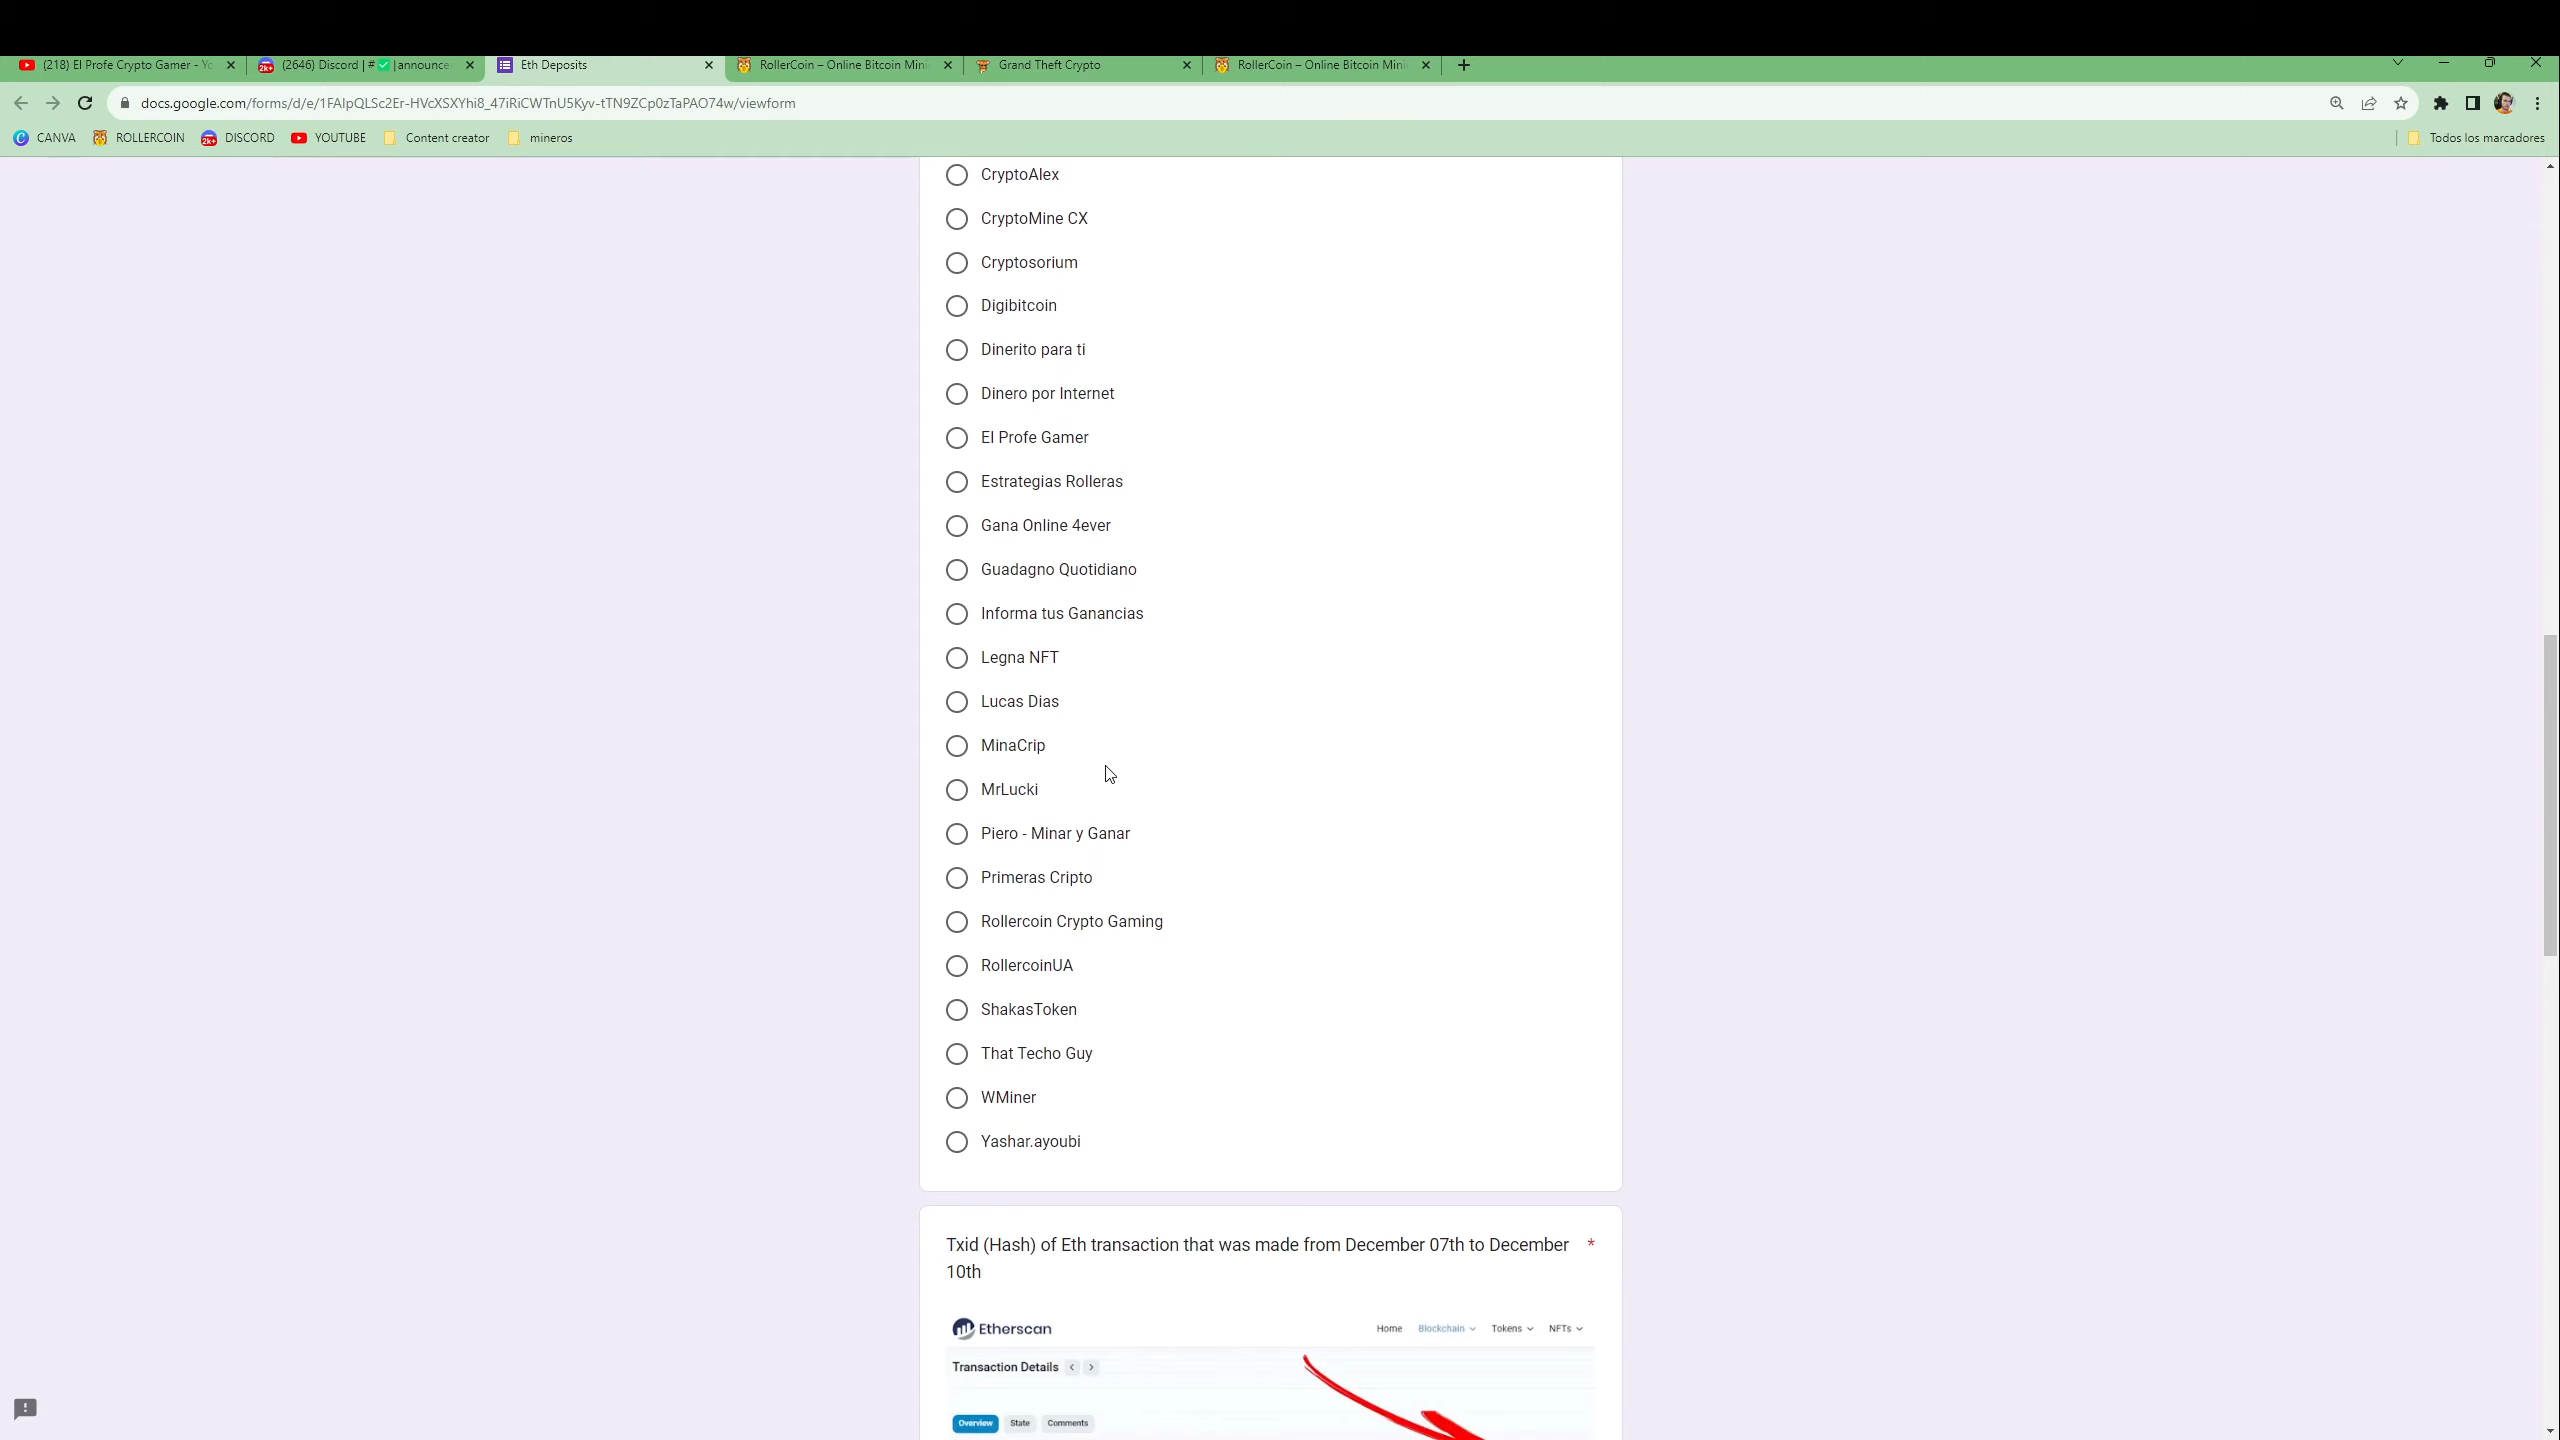 (218) El Profe Crypto Gamer - Yo
(2646) Discord | #✅|announce
Eth Deposits
RollerCoin – Online Bitcoin Mini
Grand Theft Crypto
RollerCoin – Online Bitcoin Mini
docs.google.com/forms/d/e/1FAIpQLSc2Er-HVcXSXYhi8_47iRiCWTnU5Kyv-tTN9ZCp0zTaPAO74w/viewform
CANVA
ROLLERCOIN
DISCORD
YOUTUBE
Content creator
mineros
Todos los marcadores
CryptoAlex
CryptoMine CX
Cryptosorium
Digibitcoin
Dinerito para ti
Dinero por Internet
El Profe Gamer
Estrategias Rolleras
Gana Online 4ever
Guadagno Quotidiano
Informa tus Ganancias
Legna NFT
Lucas Dias
MinaCrip
MrLucki
Piero - Minar y Ganar
Primeras Cripto
Rollercoin Crypto Gaming
RollercoinUA
ShakasToken
That Techo Guy
WMiner
Yashar.ayoubi
Txid (Hash) of Eth transaction that was made from December 07th to December *
10th
Etherscan
Home
Blockchain
Tokens
NFTs
Transaction Details
Overview
State
Comments